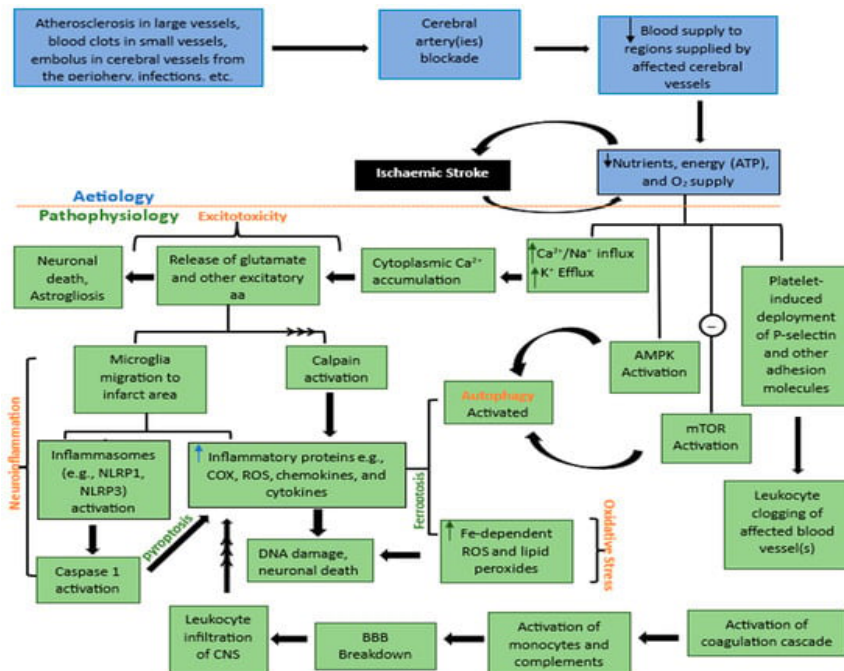 Atherosclerosis in large vessels,
blood clots in small vessels,
embolus in cerebral vessels from
the periphery, infections, etc.
Cerebral
artery(ies)
blockade
↓ Blood supply to
regions supplied by
affected cerebral
vessels
Ischaemic Stroke
↓Nutrients, energy (ATP),
and O₂ supply
Aetiology
Pathophysiology
Excitotoxicity
Neuronal
death,
Astrogliosis
Release of glutamate
and other excitatory
aa
Cytoplasmic Ca²⁺
accumulation
↑Ca²⁺/Na⁺ influx
↑K⁺ Efflux
Platelet-
induced
deployment
of P-selectin
and other
adhesion
molecules
Microglia
migration to
infarct area
Calpain
activation
Autophagy
Activated
AMPK
Activation
mTOR
Activation
Neuroinflammation
Inflammasomes
(e.g., NLRP1,
NLRP3)
activation
↑ Inflammatory proteins e.g.,
COX, ROS, chemokines, and
cytokines
Ferroptosis
Leukocyte
clogging of
affected blood
vessel(s)
pyroptosis
Caspase 1
activation
DNA damage,
neuronal death
↑ Fe-dependent
ROS and lipid
peroxides
Oxidative Stress
Leukocyte
infiltration
of CNS
BBB
Breakdown
Activation of
monocytes and
complements
Activation of
coagulation cascade